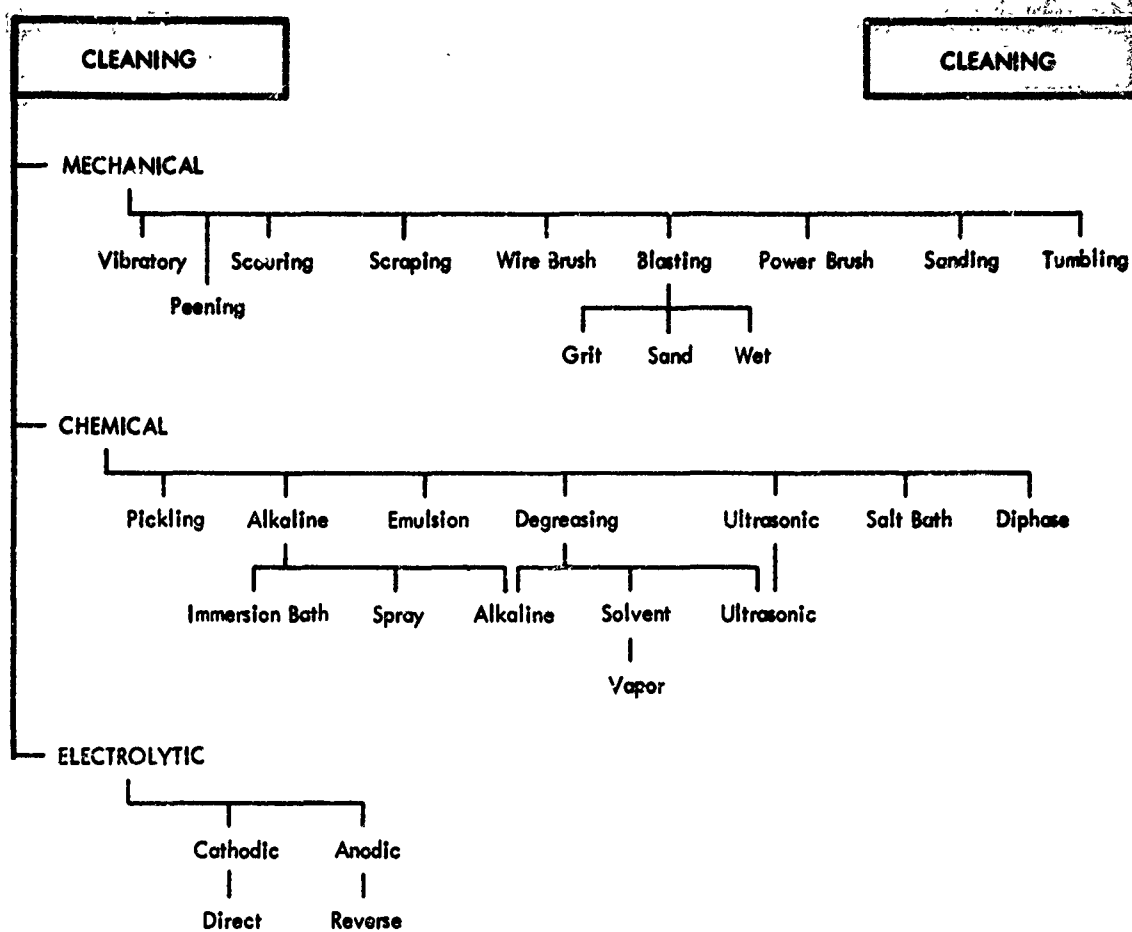 CLEANING CLEANING
MECHANICAL
Vibratory Scouring Scraping Wire Brush Blasting Power Brush Sanding Tumbling
Peening
Grit Sand Wet
CHEMICAL
Pickling Alkaline Emulsion Degreasing Ultrasonic Salt Bath Diphase
Immersion Bath Spray Alkaline Solvent Ultrasonic
Vapor
ELECTROLYTIC
Cathodic Anodic
Direct Reverse